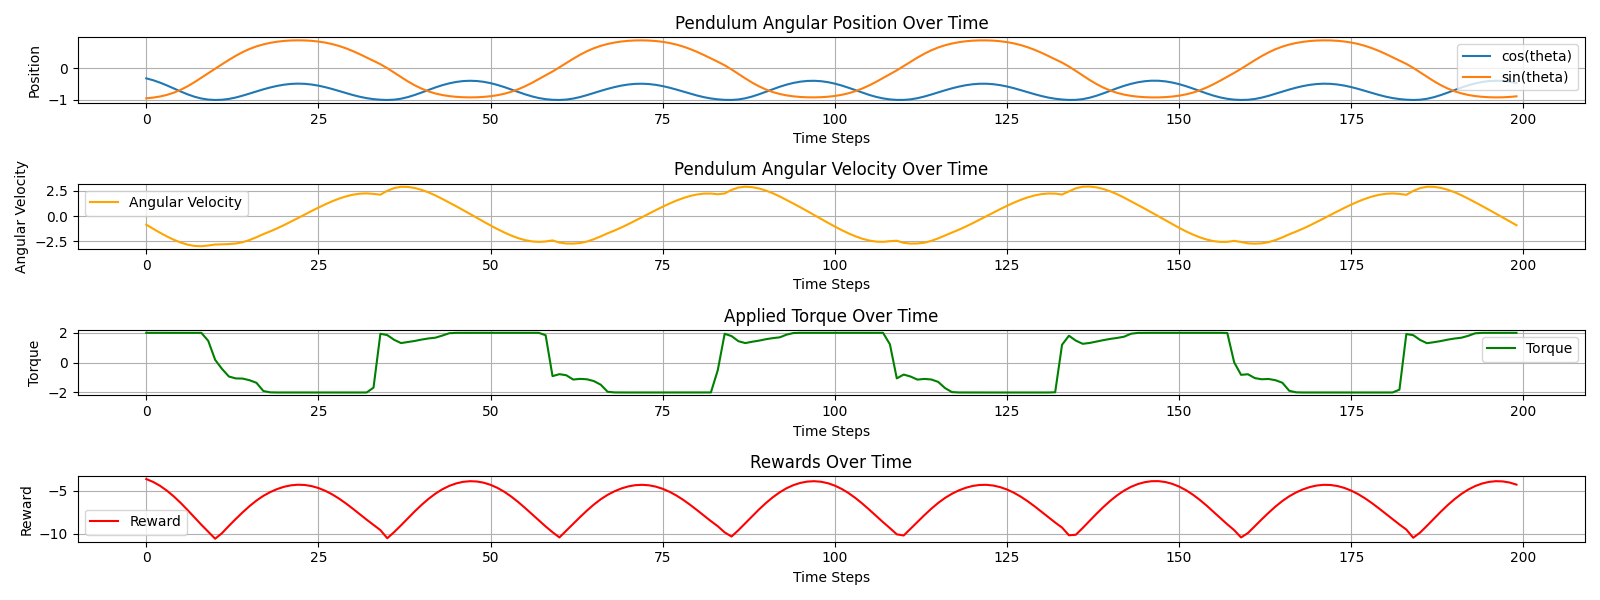 Pendulum Angular Position Over Time
Position
0
−1
cos(theta)
sin(theta)
0 25 50 75 100 125 150 175 200
Time Steps
Pendulum Angular Velocity Over Time
Angular Velocity
2.5
0.0
−2.5
Angular Velocity
0 25 50 75 100 125 150 175 200
Time Steps
Applied Torque Over Time
Torque
2
0
−2
Torque
0 25 50 75 100 125 150 175 200
Time Steps
Rewards Over Time
Reward
−5
−10
Reward
0 25 50 75 100 125 150 175 200
Time Steps